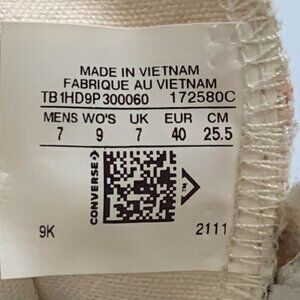 MADE IN VIETNAM
FABRIQUE AU VIETNAM
TB1HD9P300060 172580C
MENS WO'S UK EUR CM
7 9 7 40 25.5
CONVERSE
TM
9K 2111